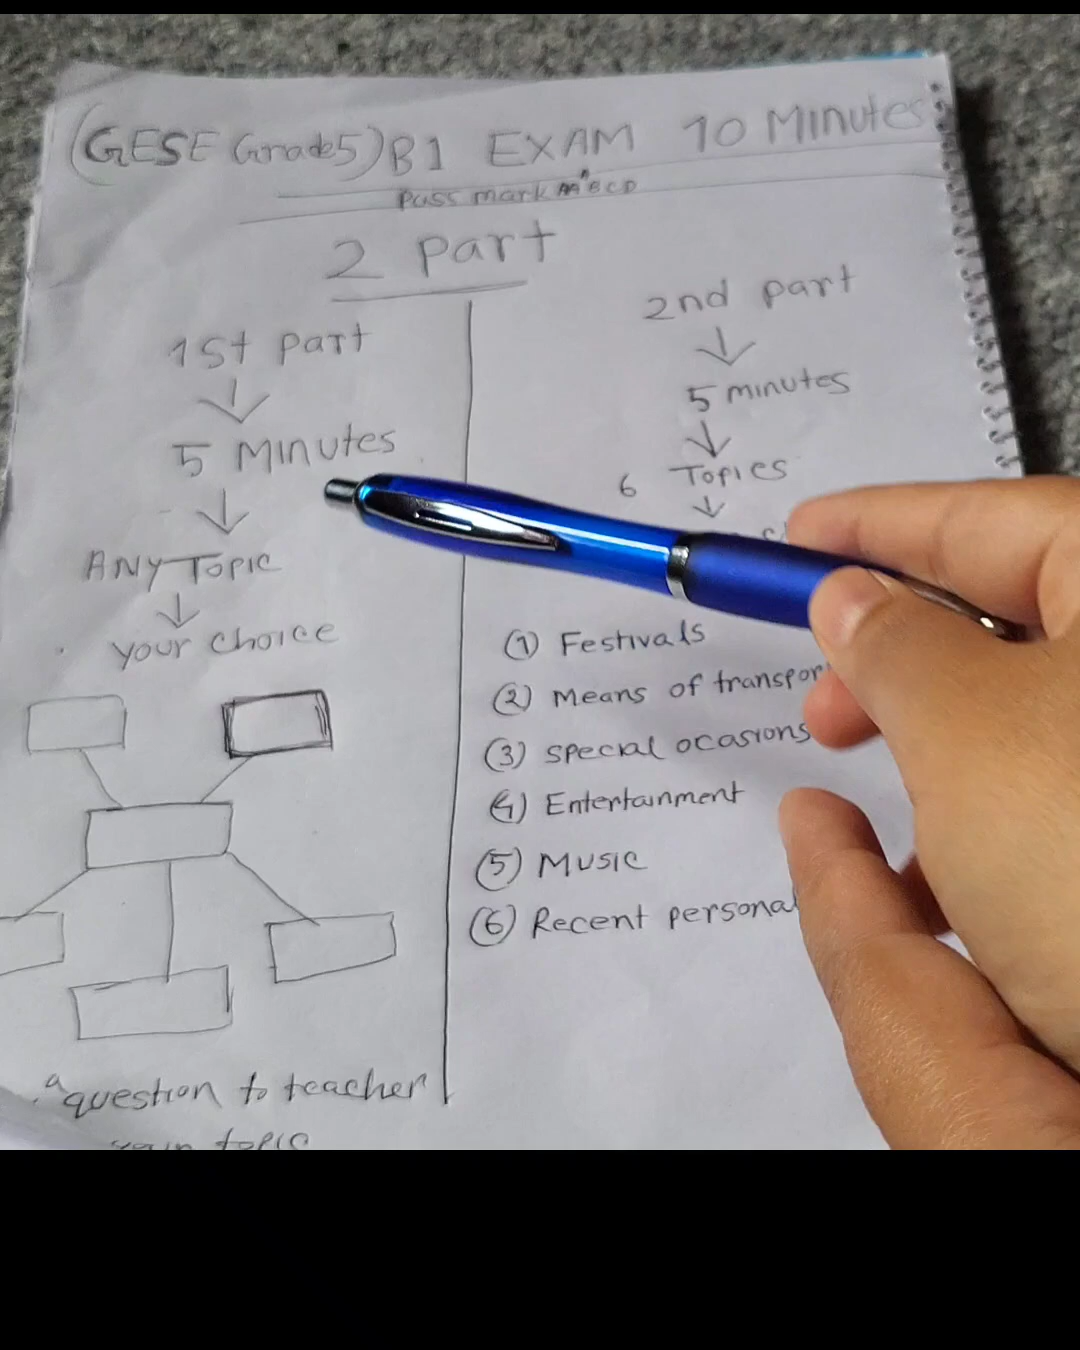 (GESE Grade5) B1 EXAM 10 Minutes
Pass mark
2 part
1st part
5 Minutes
ANY TOPIC
your choice
a question to teacher
topic
2nd part
5 minutes
6 Topics
① Festivals
② Means of transpor
③ special ocasions
④ Entertainment
⑤ Music
⑥ Recent personal